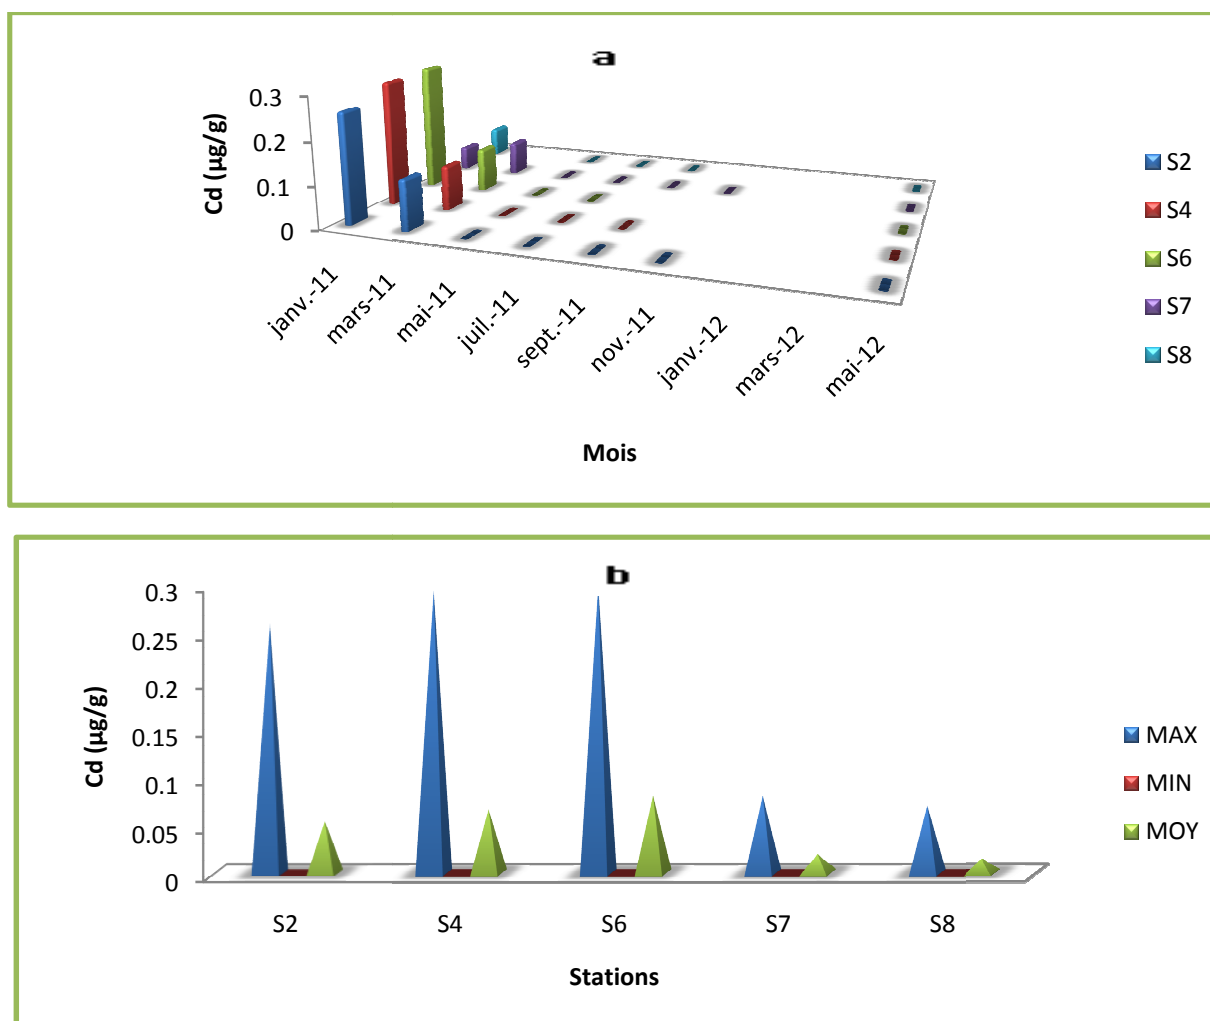 a
0.3
0.2
0.1
0
Cd (µg/g)
janv.-11
mars-11
mai-11
juil.-11
sept.-11
nov.-11
janv.-12
mars-12
mai-12
Mois
S2
S4
S6
S7
S8
b
0.3
0.25
0.2
0.15
0.1
0.05
0
Cd (µg/g)
S2
S4
S6
S7
S8
Stations
MAX
MIN
MOY